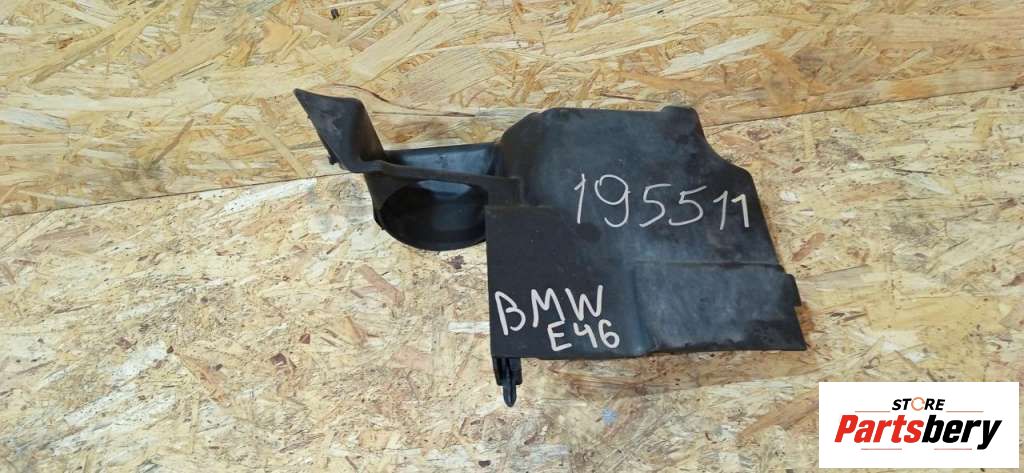 195511
BMW
E46
STORE
Partsbery